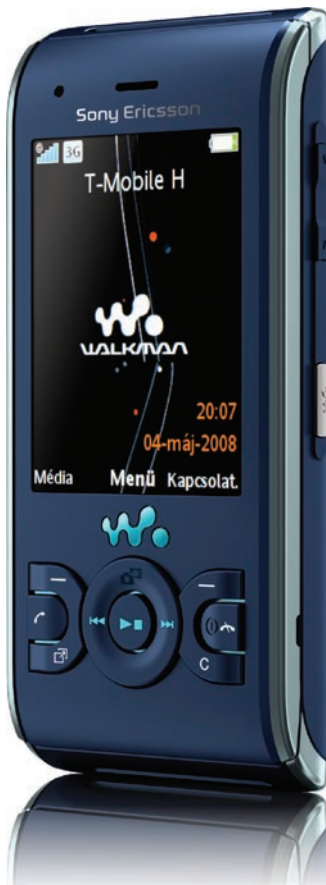 Sony Ericsson
3G
T-Mobile H
WALKMAN
20:07
04-máj-2008
Média Menü Kapcsolat.
C